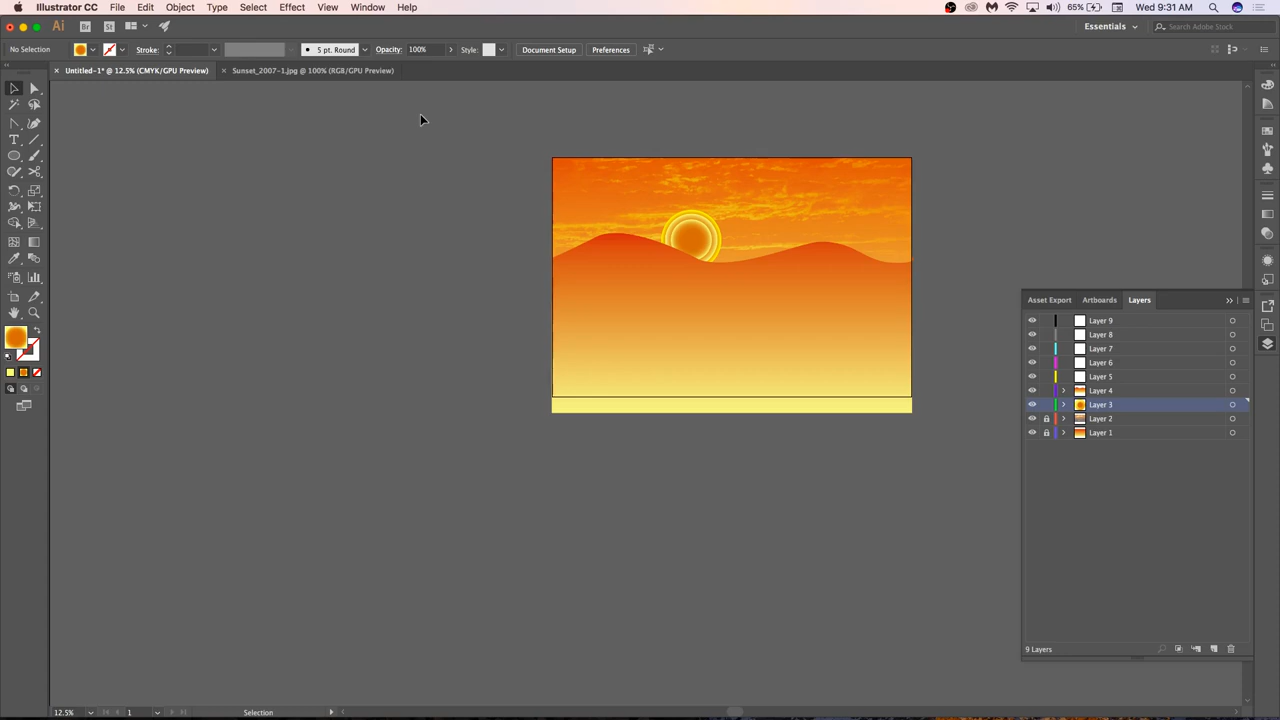 Illustrator CC File Edit Object Type Select Effect View Window Help 65% Wed 9:31 AM
Ai Br St Essentials Search Adobe Stock
No Selection Stroke: 5 pt. Round Opacity: 100% Style: Document Setup Preferences
× Untitled-1* @ 12.5% (CMYK/GPU Preview) × Sunset_2007-1.jpg @ 100% (RGB/GPU Preview)
Asset Export Artboards Layers
Layer 9
Layer 8
Layer 7
Layer 6
Layer 5
Layer 4
Layer 3
Layer 2
Layer 1
9 Layers
12.5% 1 Selection